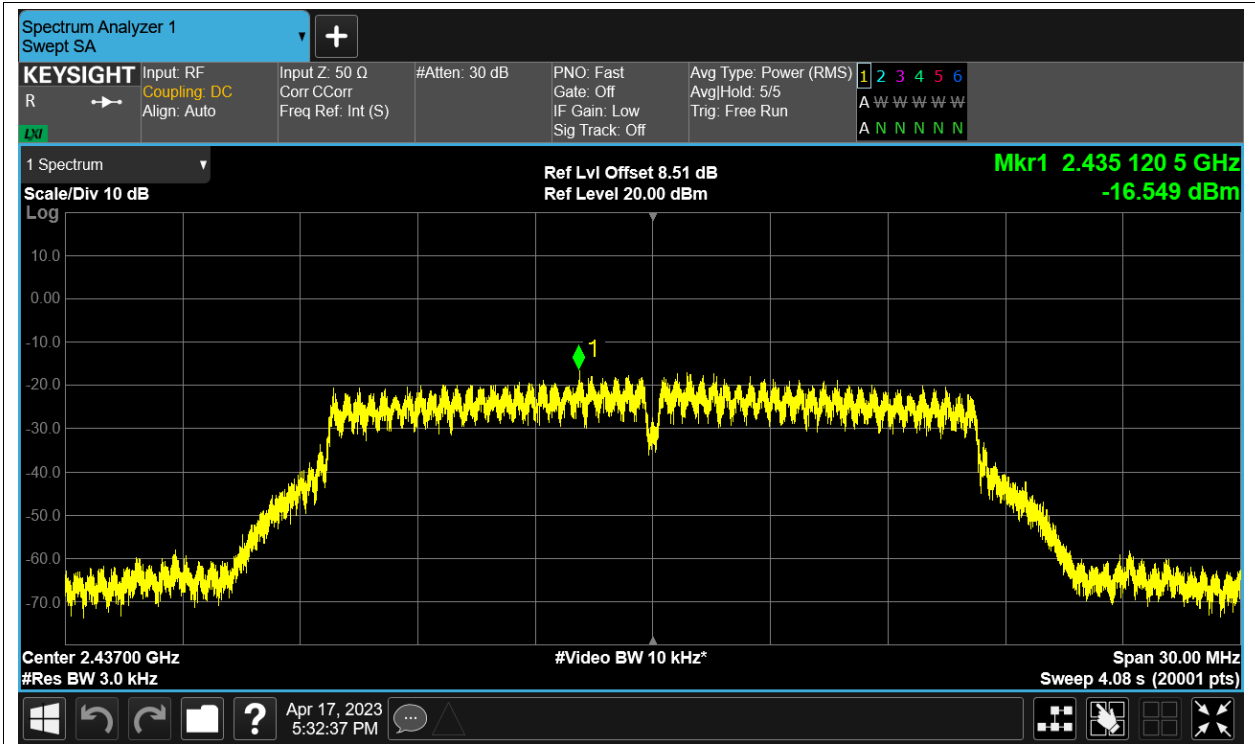 Spectrum Analyzer 1
Swept SA
KEYSIGHT
R
LXI
Input: RF
Coupling: DC
Align: Auto
Input Z: 50 Ω
Corr CCorr
Freq Ref: Int (S)
#Atten: 30 dB
PNO: Fast
Gate: Off
IF Gain: Low
Sig Track: Off
Avg Type: Power (RMS)
Avg|Hold: 5/5
Trig: Free Run
1 2 3 4 5 6
A W W W W W
A N N N N N
1 Spectrum
Scale/Div 10 dB
Log
Ref Lvl Offset 8.51 dB
Ref Level 20.00 dBm
Mkr1 2.435 120 5 GHz
-16.549 dBm
10.0
0.00
-10.0
1
-20.0
-30.0
-40.0
-50.0
-60.0
-70.0
Center 2.43700 GHz
#Res BW 3.0 kHz
#Video BW 10 kHz*
Span 30.00 MHz
Sweep 4.08 s (20001 pts)
?
Apr 17, 2023
5:32:37 PM